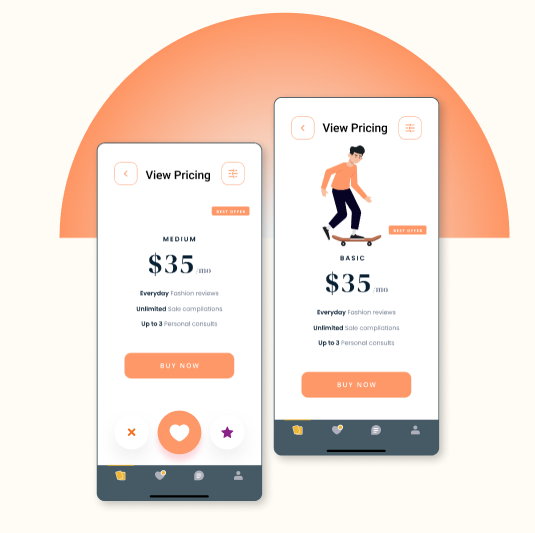 View Pricing
BEST OFFER
MEDIUM
$35 /mo
Everyday Fashion reviews
Unlimited Sale compliations
Up to 3 Personal consults
BUY NOW
View Pricing
BEST OFFER
BASIC
$35 /mo
Everyday Fashion reviews
Unlimited Sale compliations
Up to 3 Personal consults
BUY NOW